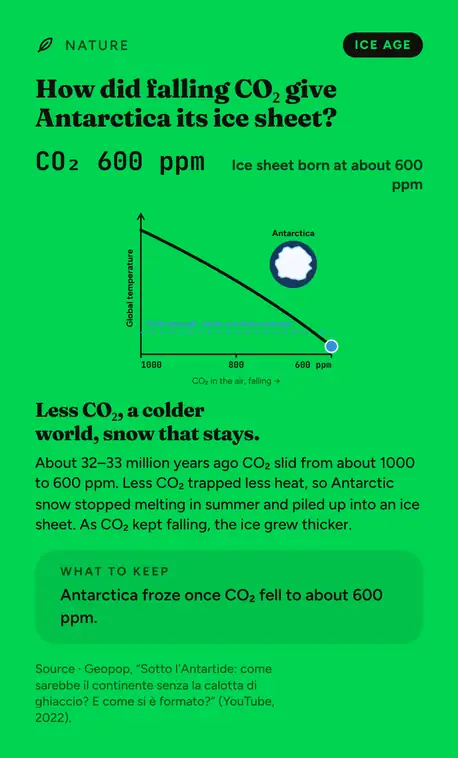 NATURE
ICE AGE
How did falling CO₂ give
Antarctica its ice sheet?
CO₂ 600 ppm
Ice sheet born at about 600
ppm
Antarctica
Global temperature
1000
800
600 ppm
CO₂ in the air, falling →
Less CO₂, a colder
world, snow that stays.
About 32–33 million years ago CO₂ slid from about 1000
to 600 ppm. Less CO₂ trapped less heat, so Antarctic
snow stopped melting in summer and piled up into an ice
sheet. As CO₂ kept falling, the ice grew thicker.
WHAT TO KEEP
Antarctica froze once CO₂ fell to about 600
ppm.
Source · Geopop, “Sotto l’Antartide: come
sarebbe il continente senza la calotta di
ghiaccio? E come si è formato?” (YouTube,
2022).